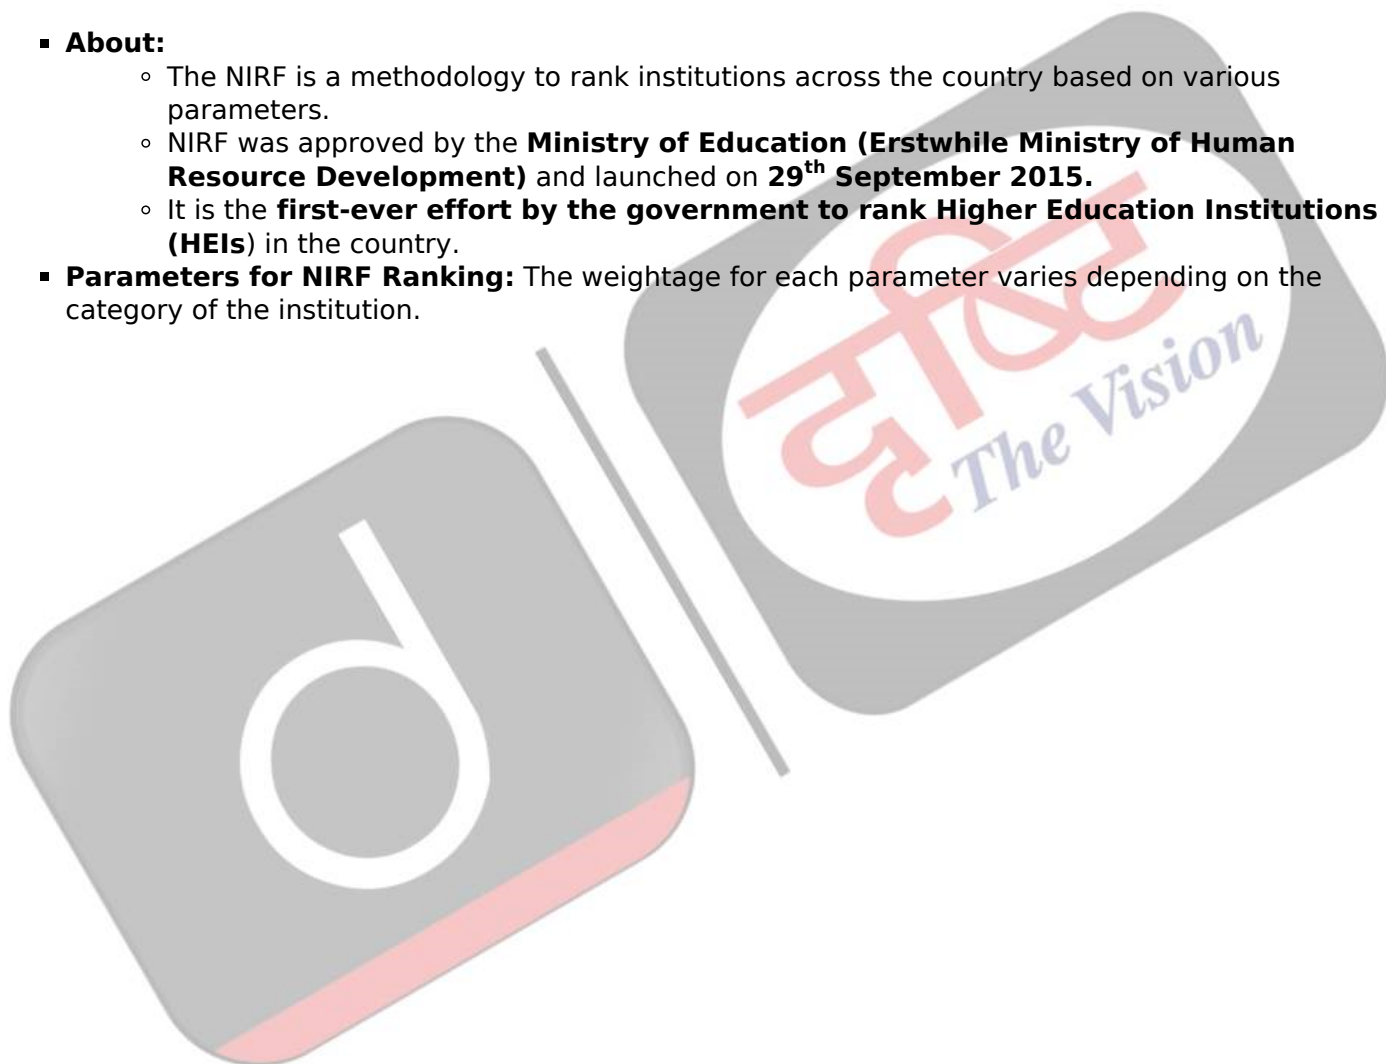 ▪ About:
◦ The NIRF is a methodology to rank institutions across the country based on various
parameters.
◦ NIRF was approved by the Ministry of Education (Erstwhile Ministry of Human
Resource Development) and launched on 29th September 2015.
◦ It is the first-ever effort by the government to rank Higher Education Institutions
(HEIs) in the country.
▪ Parameters for NIRF Ranking: The weightage for each parameter varies depending on the
category of the institution.
दृष्टि
The Vision
d